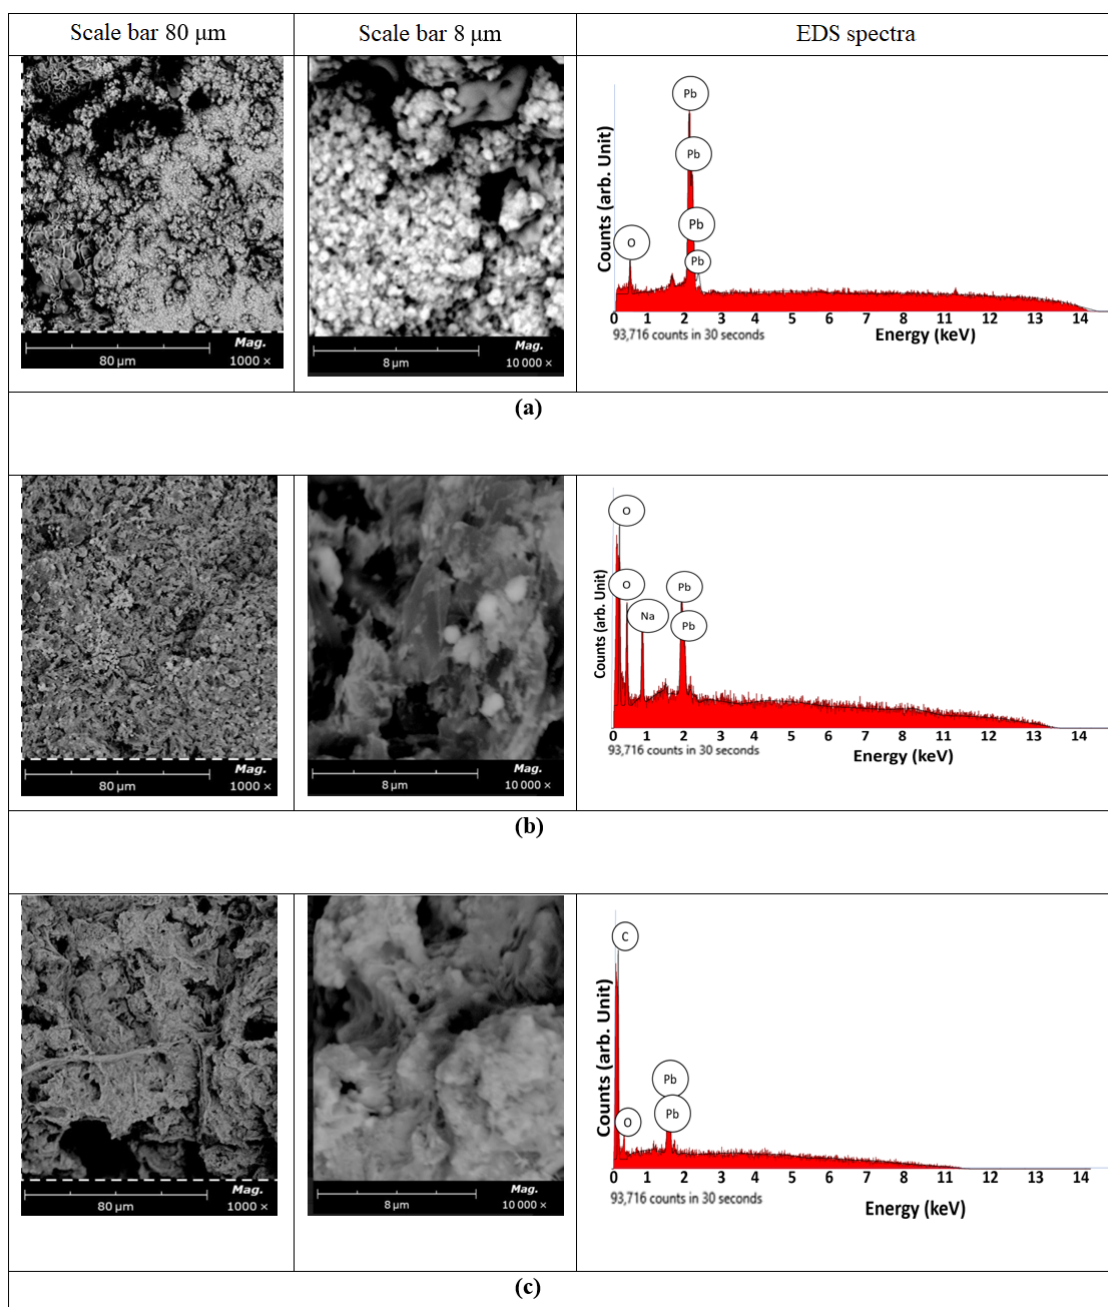 Scale bar 80 µm
Scale bar 8 µm
EDS spectra
Mag.
80 µm
1000 ×
Mag.
8 µm
10 000 ×
Counts (arb. Unit)
Pb
Pb
Pb
Pb
O
0 1 2 3 4 5 6 7 8 11 12 13 14
93,716 counts in 30 seconds
Energy (keV)
(a)
Mag.
80 µm
1000 ×
Mag.
8 µm
10 000 ×
Counts (arb. Unit)
O
O
Na
Pb
Pb
0 1 2 3 4 5 6 7 8 11 12 13 14
93,716 counts in 30 seconds
Energy (keV)
(b)
Mag.
80 µm
1000 ×
Mag.
8 µm
10 000 ×
Counts (arb. Unit)
C
O
Pb
Pb
0 1 2 3 4 5 6 7 8 11 12 13 14
93,716 counts in 30 seconds
Energy (keV)
(c)